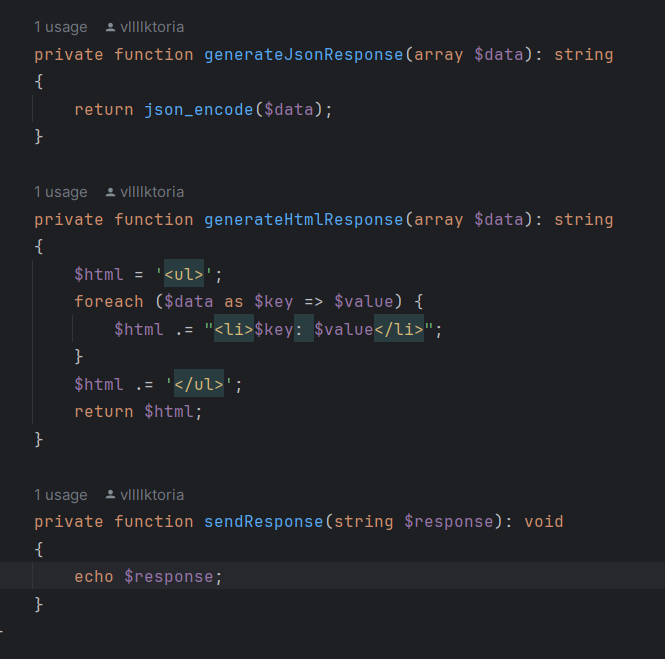 1 usage vllllktoria
private function generateJsonResponse(array $data): string
{
return json_encode($data);
}
1 usage vllllktoria
private function generateHtmlResponse(array $data): string
{
$html = '<ul>';
foreach ($data as $key => $value) {
$html .= "<li>$key: $value</li>";
}
$html .= '</ul>';
return $html;
}
1 usage vllllktoria
private function sendResponse(string $response): void
{
echo $response;
}